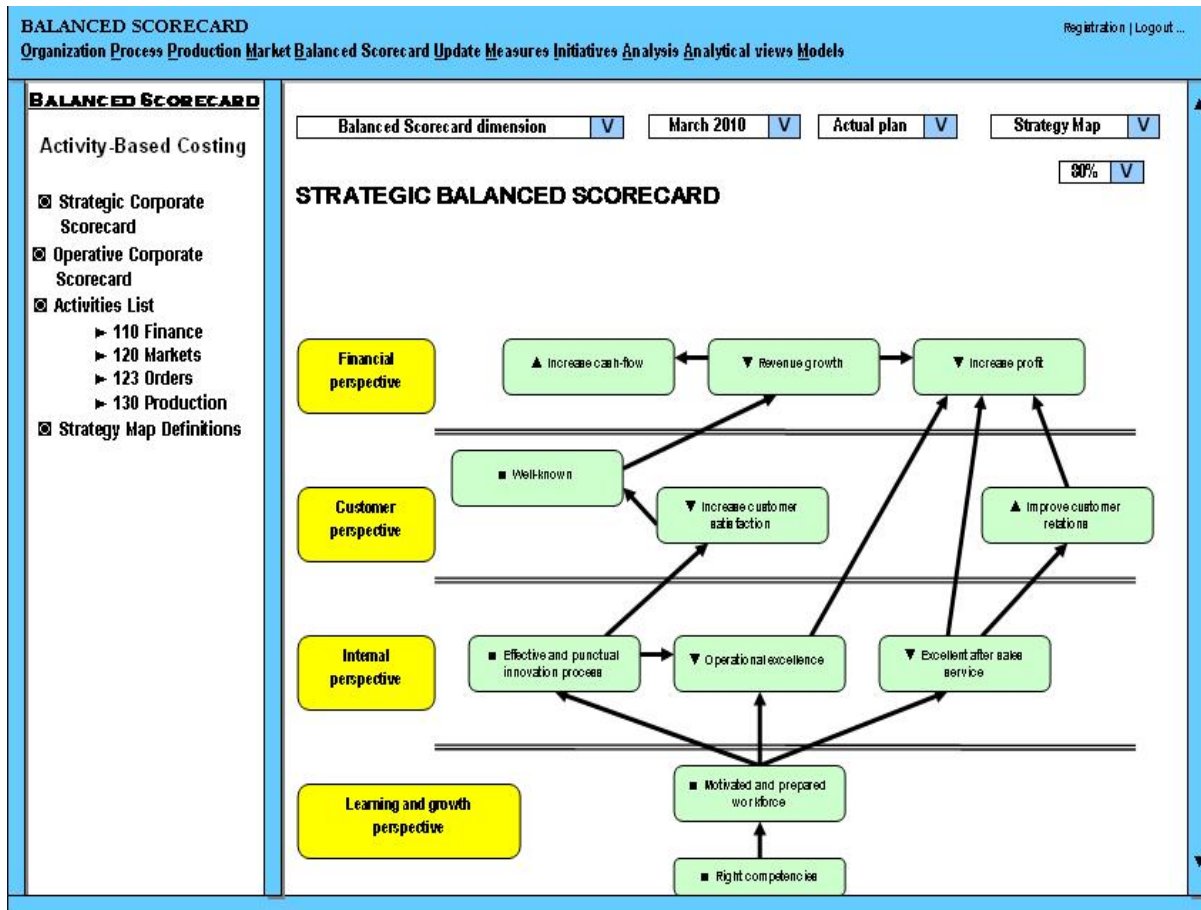 BALANCED SCORECARD
Registration | Logout ...
Organization Process Production Market Balanced Scorecard Update Measures Initiatives Analysis Analytical views Models
BALANCED SCORECARD
Activity-Based Costing
Strategic Corporate
Scorecard
Operative Corporate
Scorecard
Activities List
110 Finance
120 Markets
123 Orders
130 Production
Strategy Map Definitions
Balanced Scorecard dimension V
March 2010 V
Actual plan V
Strategy Map V
80% V
STRATEGIC BALANCED SCORECARD
Financial
perspective
▲ Increase cash-flow
▼ Revenue growth
▼ Increase profit
Customer
perspective
■ Well-known
▼ Increase customer
satisfaction
▲ Improve customer
relations
Internal
perspective
■ Effective and punctual
innovation process
▼ Operational excellence
▼ Excellent after sales
service
Learning and growth
perspective
■ Motivated and prepared
workforce
■ Right competencies